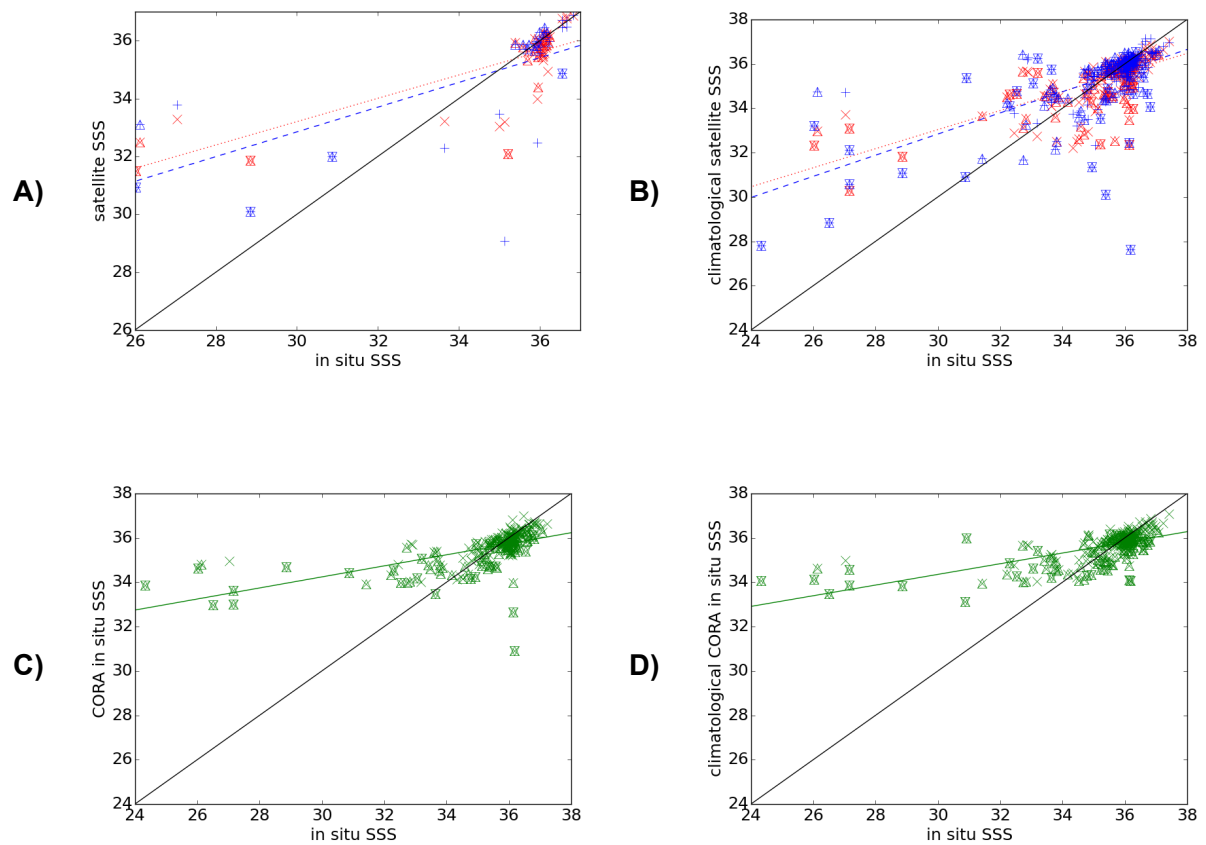 A)
satellite SSS
36
34
32
30
28
26
26 28 30 32 34 36
in situ SSS
B)
climatological satellite SSS
38
36
34
32
30
28
26
24
24 26 28 30 32 34 36 38
in situ SSS
C)
CORA in situ SSS
38
36
34
32
30
28
26
24
24 26 28 30 32 34 36 38
in situ SSS
D)
climatological CORA in situ SSS
38
36
34
32
30
28
26
24
24 26 28 30 32 34 36 38
in situ SSS